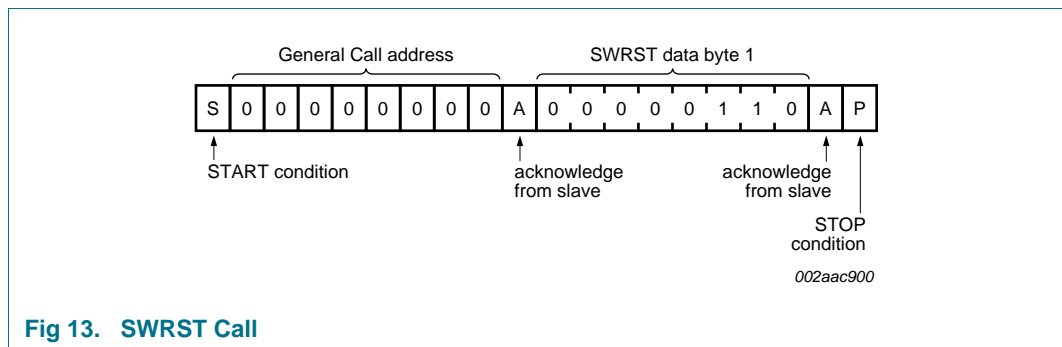 General Call address SWRST data byte 1
S 0 0 0 0 0 0 0 0 A 0 0 0 0 0 1 1 0 A P
START condition acknowledge acknowledge
from slave from slave
STOP
condition
002aac900
Fig 13. SWRST Call